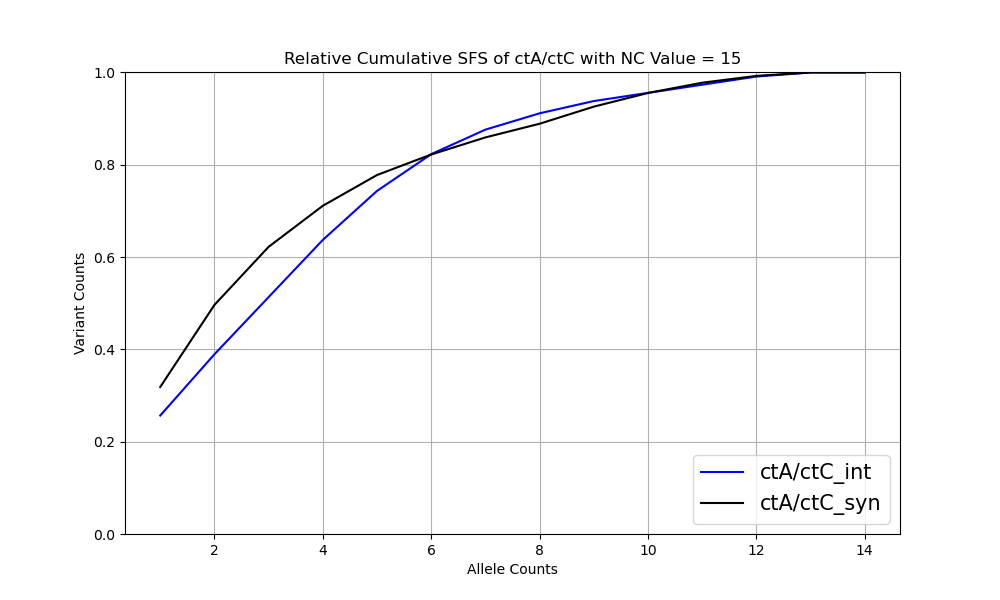 Relative Cumulative SFS of ctA/ctC with NC Value = 15
1.0
0.8
0.6
0.4
0.2
0.0
Variant Counts
2 4 6 8 10 12 14
Allele Counts
ctA/ctC_int
ctA/ctC_syn